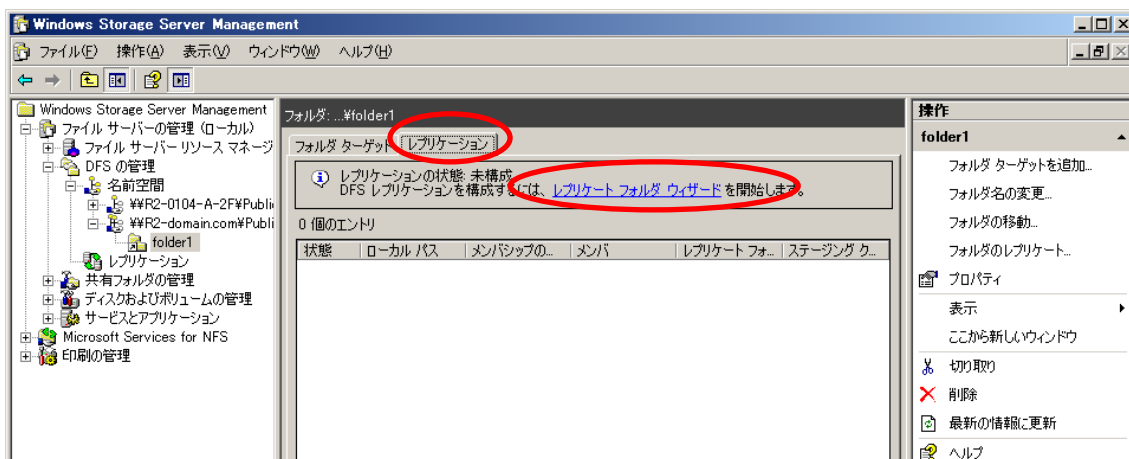 Windows Storage Server Management
ファイル(F) 操作(A) 表示(V) ウィンドウ(W) ヘルプ(H)
Windows Storage Server Management
ファイル サーバーの管理 (ローカル)
ファイル サーバー リソース マネージ
DFS の管理
名前空間
¥¥R2-0104-A-2F¥Publi
¥¥R2-domain.com¥Publi
folder1
レプリケーション
共有フォルダの管理
ディスクおよびボリュームの管理
サービスとアプリケーション
Microsoft Services for NFS
印刷の管理
フォルダ: ...¥folder1
フォルダ ターゲット レプリケーション
レプリケーションの状態: 未構成
DFS レプリケーションを構成するには、レプリケート フォルダ ウィザード を開始します。
0 個のエントリ
状態 ローカル パス メンバシップの... メンバ レプリケート フォ... ステージング ク...
操作
folder1
フォルダ ターゲットを追加...
フォルダ名の変更...
フォルダの移動...
フォルダのレプリケート...
プロパティ
表示
ここから新しいウィンドウ
切り取り
削除
最新の情報に更新
ヘルプ